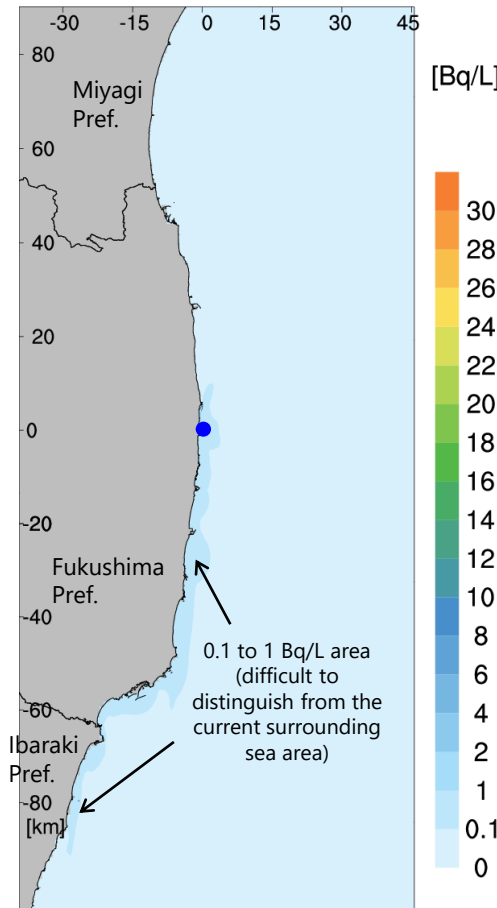 -30 -15 0 15 30 45
[Bq/L]
80
Miyagi
Pref.
60
40
20
0
-20
Fukushima
Pref.
-40
-60
Ibaraki
Pref.
-80
[km]
0.1 to 1 Bq/L area
(difficult to
distinguish from the
current surrounding
sea area)
30
28
26
24
22
20
18
16
14
12
10
8
6
4
2
1
0.1
0